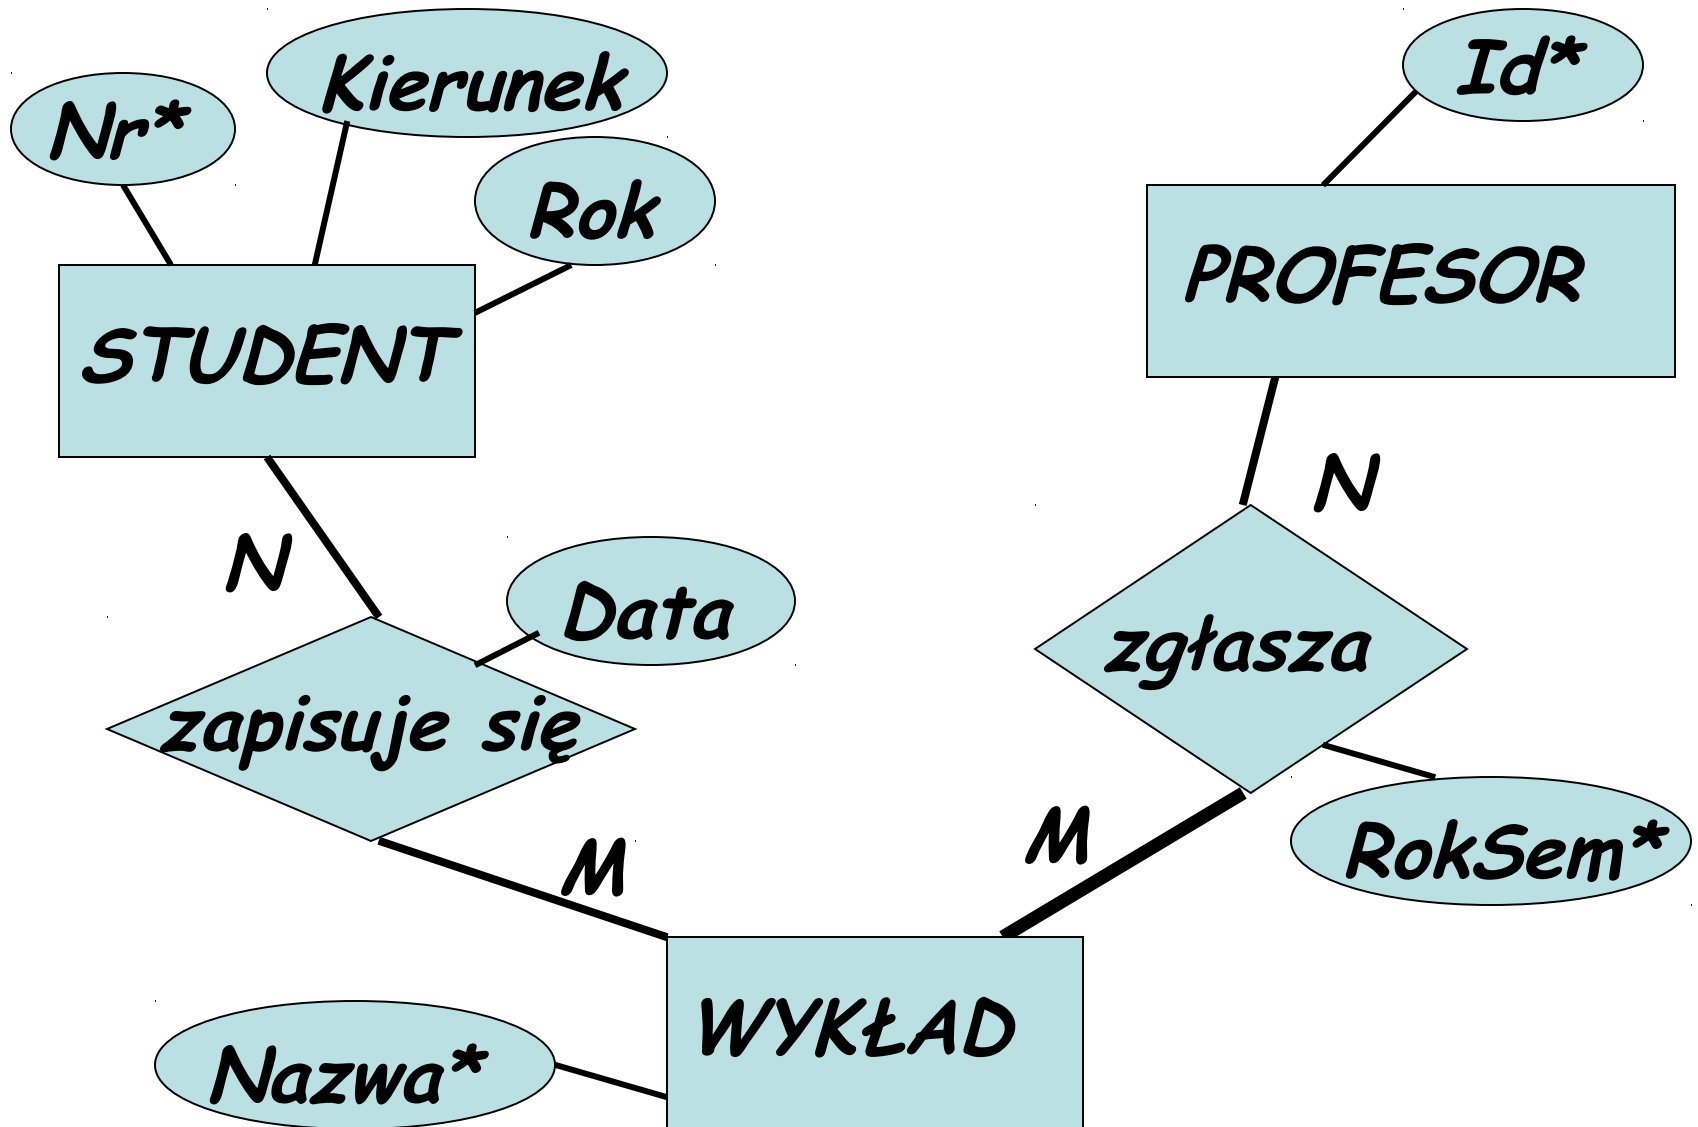 Kierunek
Id*
Nr*
Rok
PROFESOR
STUDENT
N
N
Data
zgłasza
zapisuje się
M
M
RokSem*
WYKŁAD
Nazwa*